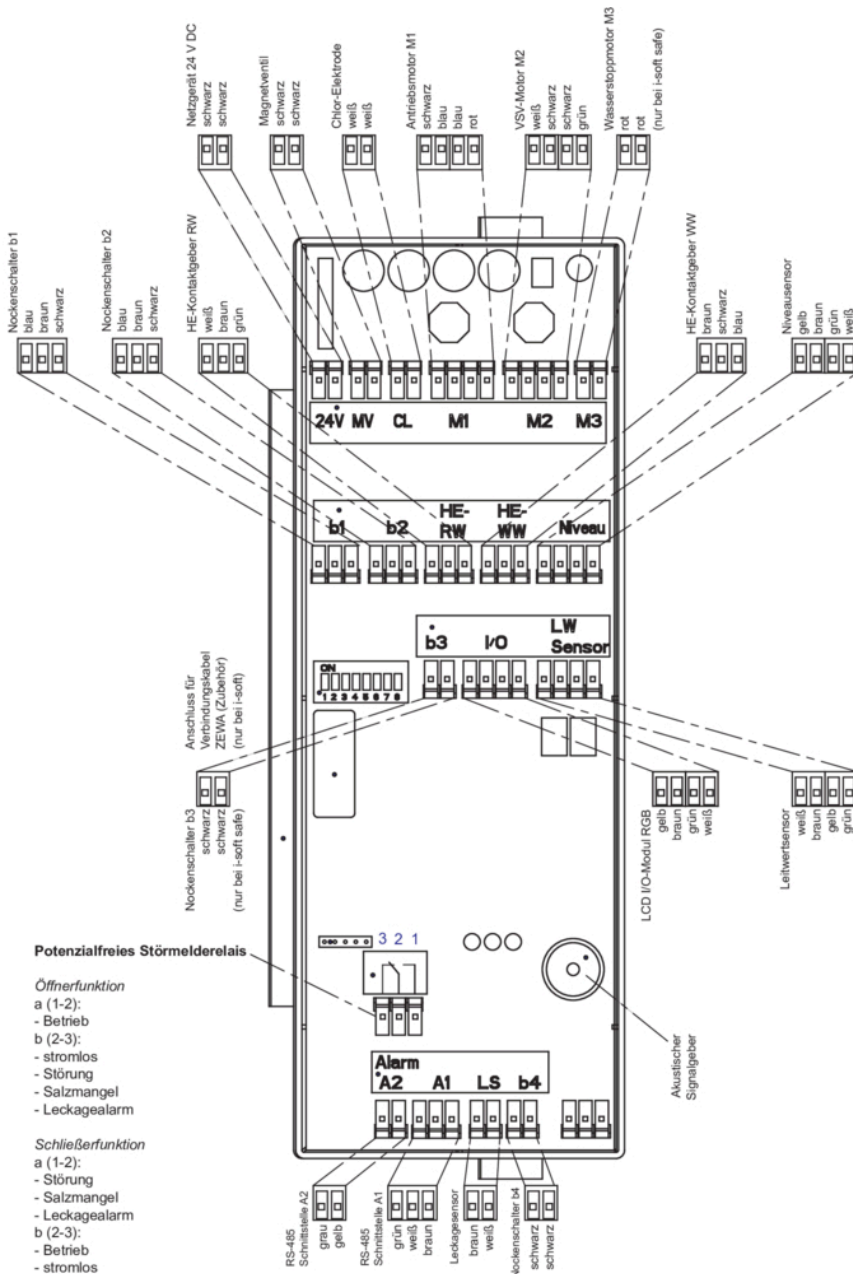 Netzgerät 24 V DC
schwarz
schwarz
Magnetventil
schwarz
schwarz
Chlor-Elektrode
weiß
weiß
Antriebsmotor M1
schwarz
blau
blau
rot
VSV-Motor M2
weiß
schwarz
schwarz
grün
Wasserstoppmotor M3
rot
rot
(nur bei i-soft safe)
Nockenschalter b1
blau
braun
schwarz
Nockenschalter b2
blau
braun
schwarz
HE-Kontaktgeber RW
weiß
braun
grün
HE-Kontaktgeber WW
braun
schwarz
blau
Niveausensor
gelb
braun
grün
weiß
24V MV CL M1 M2 M3
b1 b2 HE-RW HE-WW Niveau
b3 I/O LW Sensor
ON
1 2 3 4 5 6 7 8
Anschluss für
Verbindungskabel
ZEWA (Zubehör)
(nur bei i-soft)
Nockenschalter b3
schwarz
schwarz
(nur bei i-soft safe)
LCD I/O-Modul RGB
gelb
braun
grün
weiß
Leitwertsensor
weiß
braun
gelb
grün
3 2 1
Potenzialfreies Störmelderelais
Öffnerfunktion
a (1-2):
- Betrieb
b (2-3):
- stromlos
- Störung
- Salzmangel
- Leckagealarm
Schließerfunktion
a (1-2):
- Störung
- Salzmangel
- Leckagealarm
b (2-3):
- Betrieb
- stromlos
Akustischer
Signalgeber
Alarm
A2 A1 LS b4
RS-485
Schnittstelle A2
grau
gelb
RS-485
Schnittstelle A1
grün
weiß
braun
Leckagesensor
braun
weiß
Nockenschalter b4
schwarz
schwarz